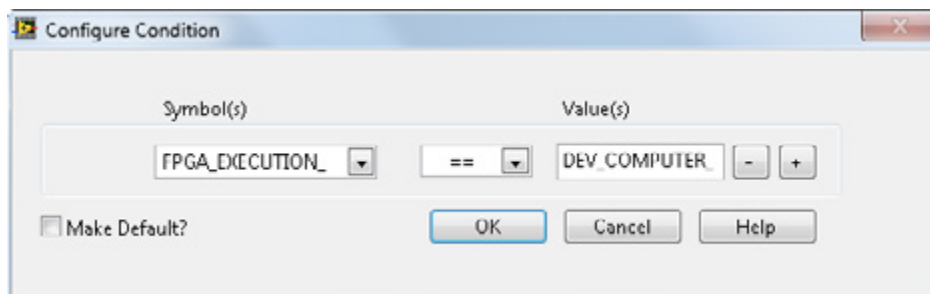 Configure Condition
Symbol(s) Value(s)
FPGA_EXECUTION_ == DEV_COMPUTER_ - +
Make Default? OK Cancel Help